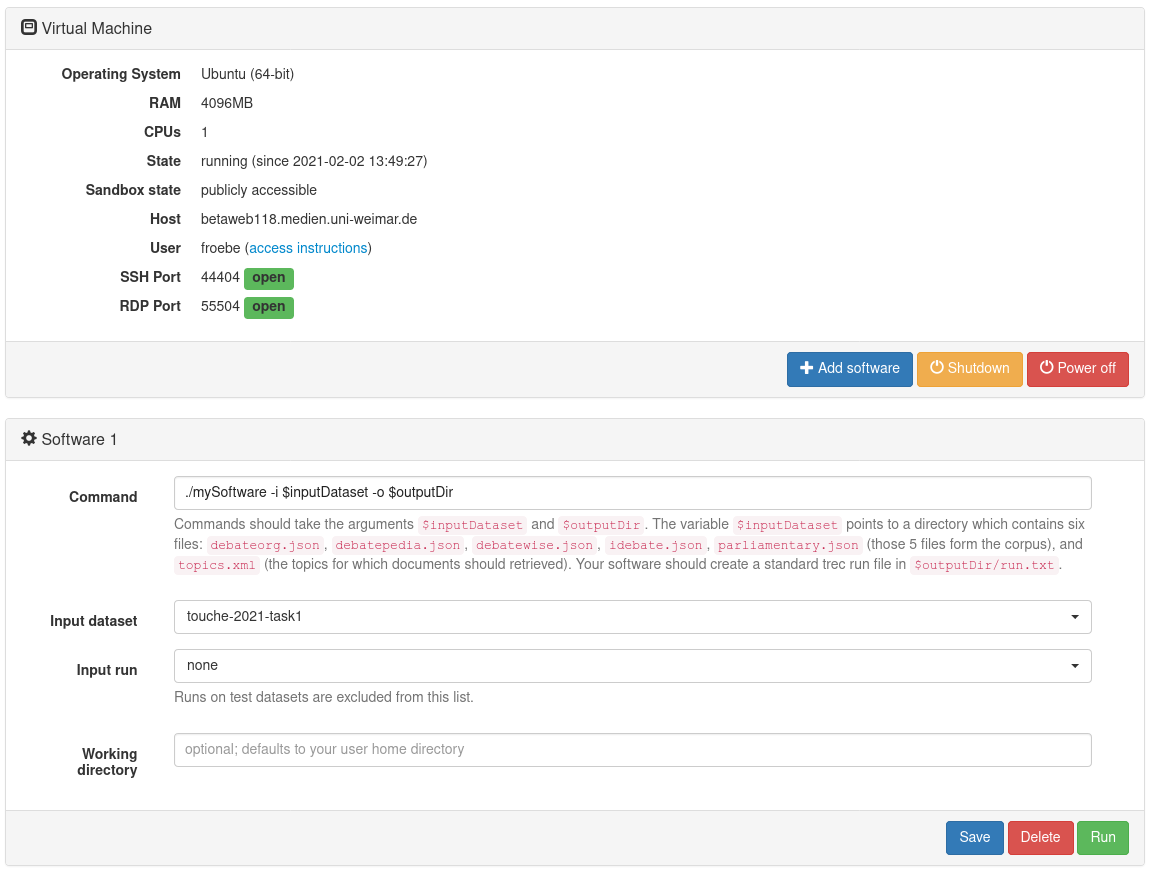 Virtual Machine
Operating System Ubuntu (64-bit)
RAM 4096MB
CPUs 1
State running (since 2021-02-02 13:49:27)
Sandbox state publicly accessible
Host betaweb118.medien.uni-weimar.de
User froebe (access instructions)
SSH Port 44404 open
RDP Port 55504 open
Add software Shutdown Power off
Software 1
Command ./mySoftware -i $inputDataset -o $outputDir
Commands should take the arguments $inputDataset and $outputDir. The variable $inputDataset points to a directory which contains six
files: debateorg.json, debatepedia.json, debatewise.json, idebate.json, parliamentary.json (those 5 files form the corpus), and
topics.xml (the topics for which documents should retrieved). Your software should create a standard trec run file in $outputDir/run.txt.
Input dataset touche-2021-task1
Input run none
Runs on test datasets are excluded from this list.
Working optional; defaults to your user home directory
directory
Save Delete Run